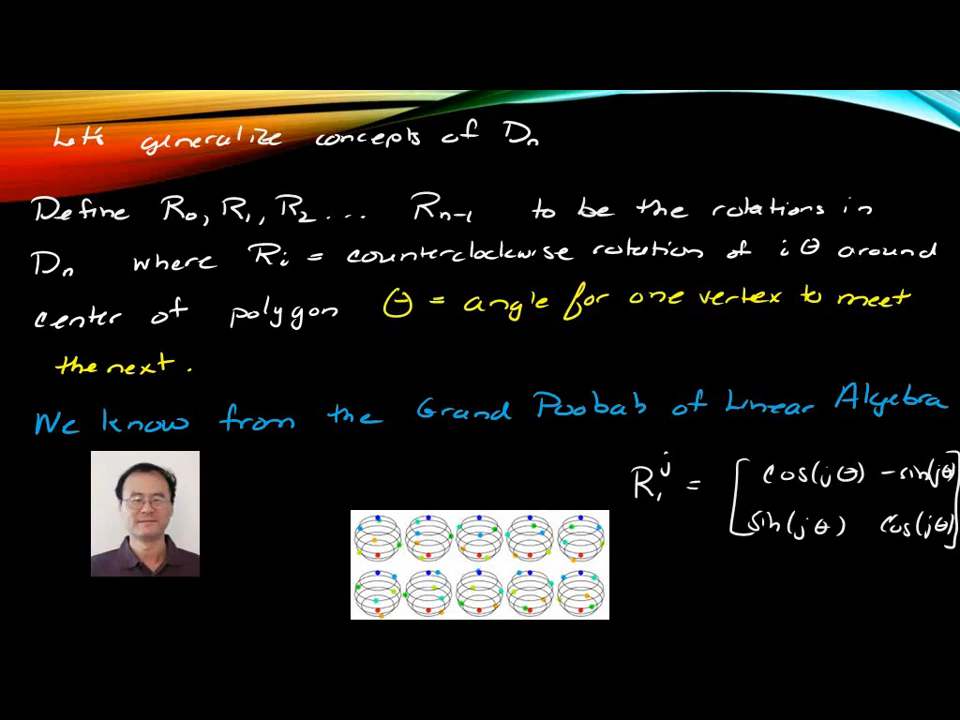 Let's generalize concepts of Dn
Define R0, R1, R2 ... Rn-1 to be the rotations in
Dn where Ri = counterclockwise rotation of i θ around
center of polygon θ = angle for one vertex to meet
the next.
We know from the Grand Poobah of Linear Algebra
R1^j = [cos(jθ) -sin(jθ)
sin(jθ) cos(jθ)]